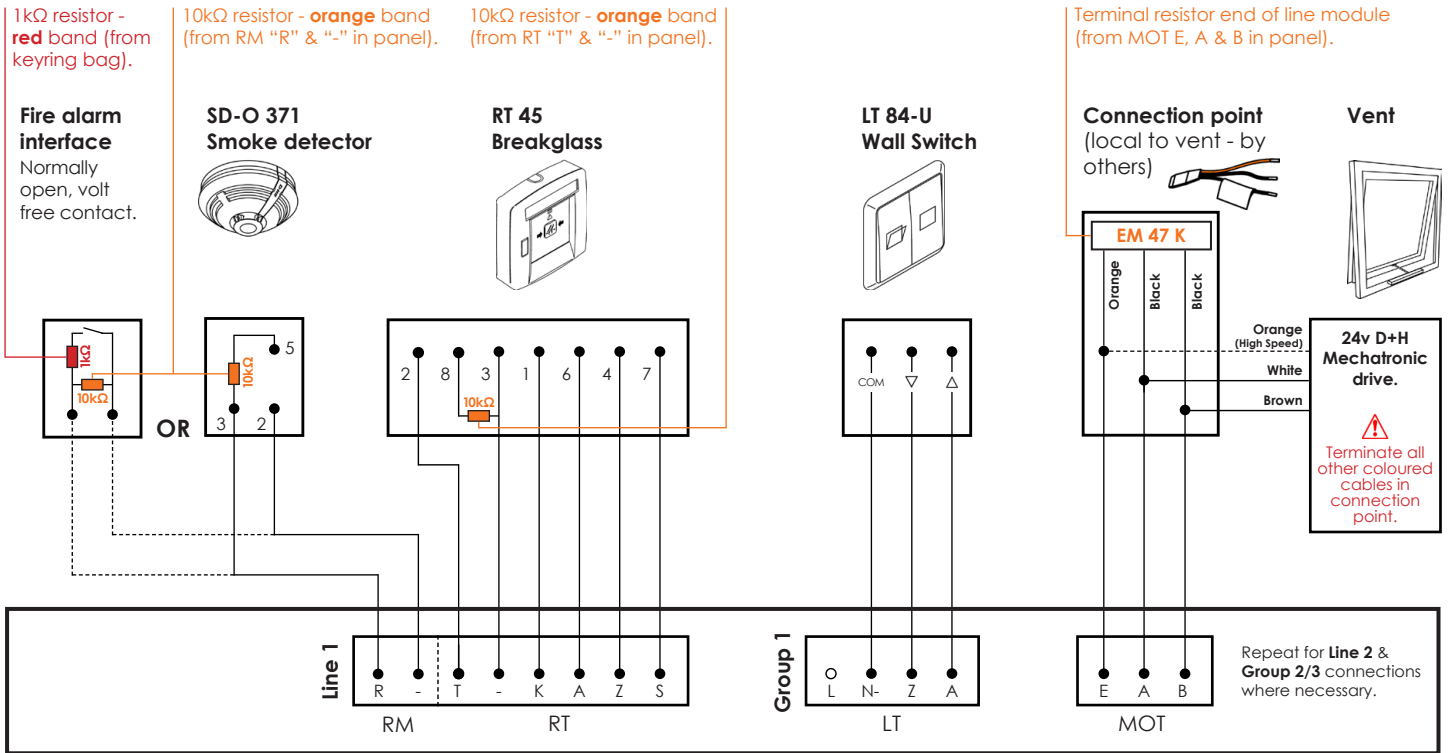 1kΩ resistor -
red band (from
keyring bag).
10kΩ resistor - orange band
(from RM “R” & “-” in panel).
10kΩ resistor - orange band
(from RT “T” & “-” in panel).
Terminal resistor end of line module
(from MOT E, A & B in panel).
Fire alarm
interface
Normally
open, volt
free contact.
SD-O 371
Smoke detector
RT 45
Breakglass
LT 84-U
Wall Switch
Connection point
(local to vent - by
others)
Vent
1kΩ
10kΩ
OR
10kΩ
5
3
2
2
8
3
1
6
4
7
10kΩ
COM
EM 47 K
Orange
Black
Black
Orange
(High Speed)
White
Brown
24v D+H
Mechatronic
drive.
Terminate all
other coloured
cables in
connection
point.
Line 1
R
-
T
-
K
A
Z
S
RM
RT
Group 1
L
N-
Z
A
LT
E
A
B
MOT
Repeat for Line 2 &
Group 2/3 connections
where necessary.